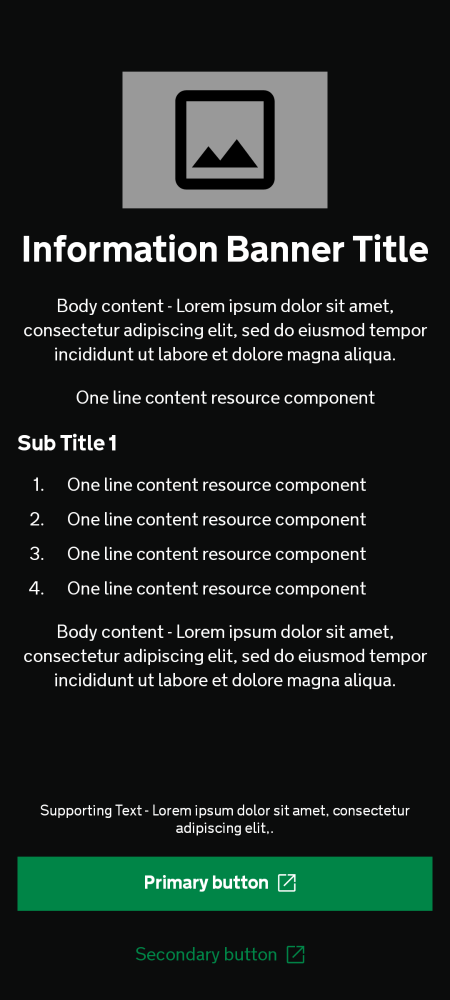 Information Banner Title
Body content - Lorem ipsum dolor sit amet,
consectetur adipiscing elit, sed do eiusmod tempor
incididunt ut labore et dolore magna aliqua.
One line content resource component
Sub Title 1
1. One line content resource component
2. One line content resource component
3. One line content resource component
4. One line content resource component
Body content - Lorem ipsum dolor sit amet,
consectetur adipiscing elit, sed do eiusmod tempor
incididunt ut labore et dolore magna aliqua.
Supporting Text - Lorem ipsum dolor sit amet, consectetur
adipiscing elit,.
Primary button
Secondary button